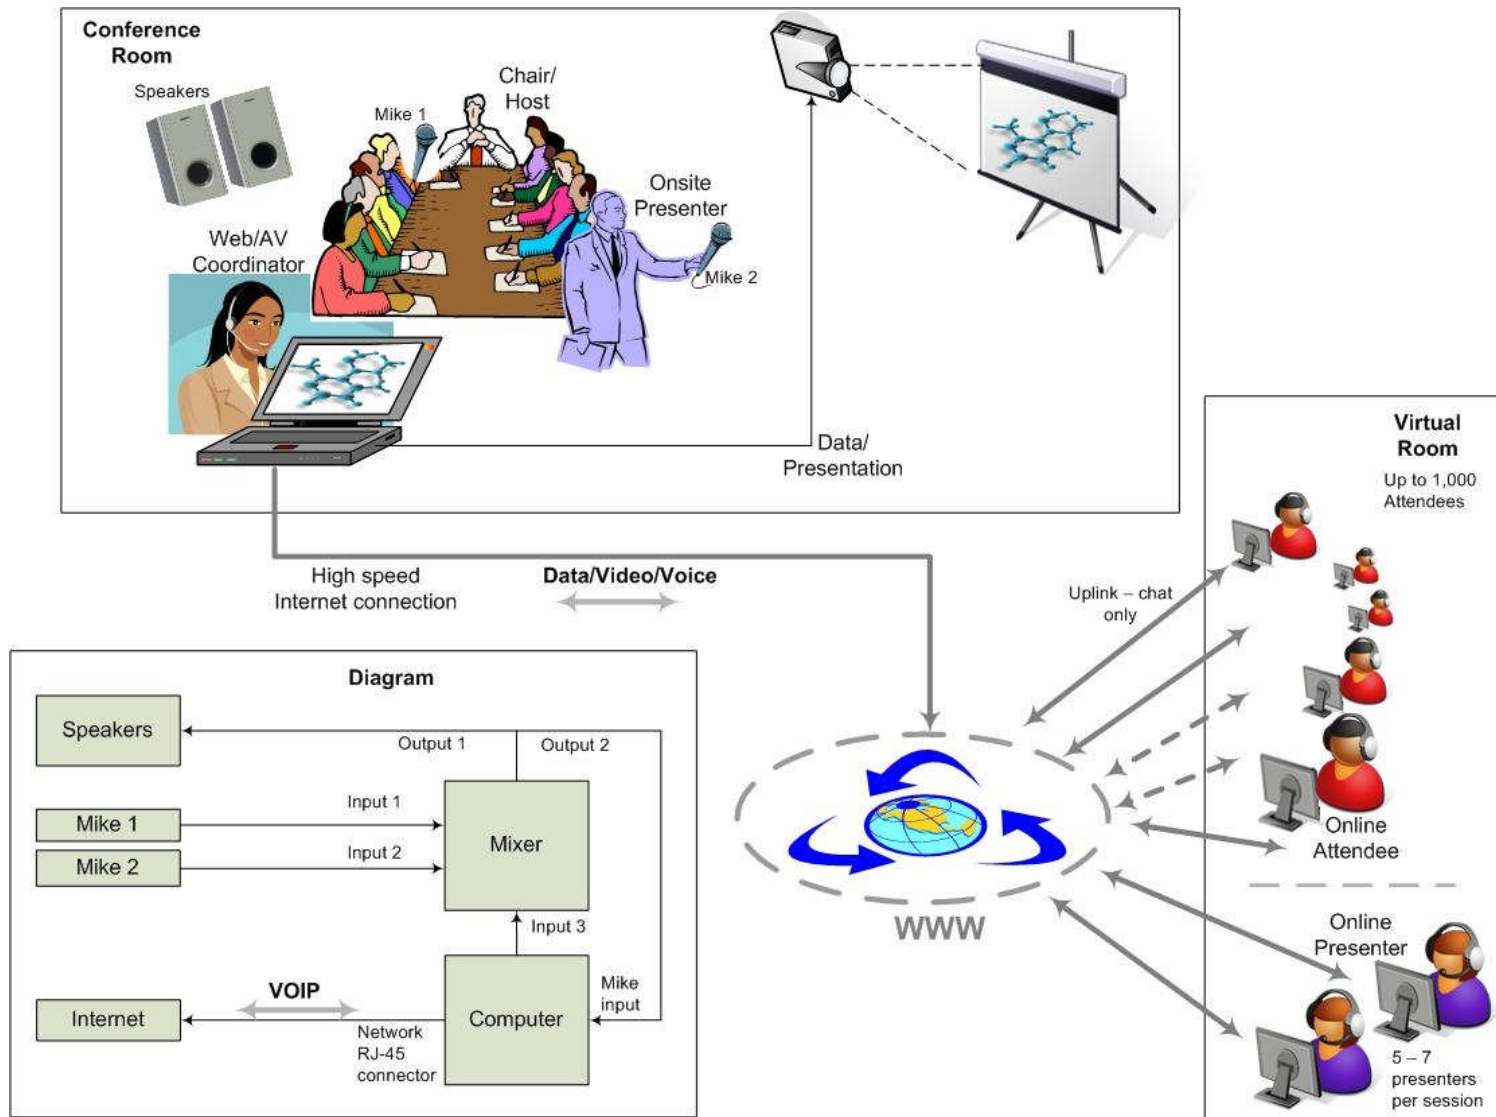 Conference
Room
Speakers
Mike 1
Chair/
Host
Onsite
Presenter
Mike 2
Web/AV
Coordinator
Data/
Presentation
High speed
Internet connection
Data/Video/Voice
Virtual
Room
Up to 1,000
Attendees
Uplink – chat
only
Online
Attendee
Online
Presenter
5 – 7
presenters
per session
WWW
Diagram
Speakers
Output 1
Output 2
Mike 1
Input 1
Mike 2
Input 2
Mixer
Input 3
Internet
VOIP
Network
RJ-45
connector
Computer
Mike
input